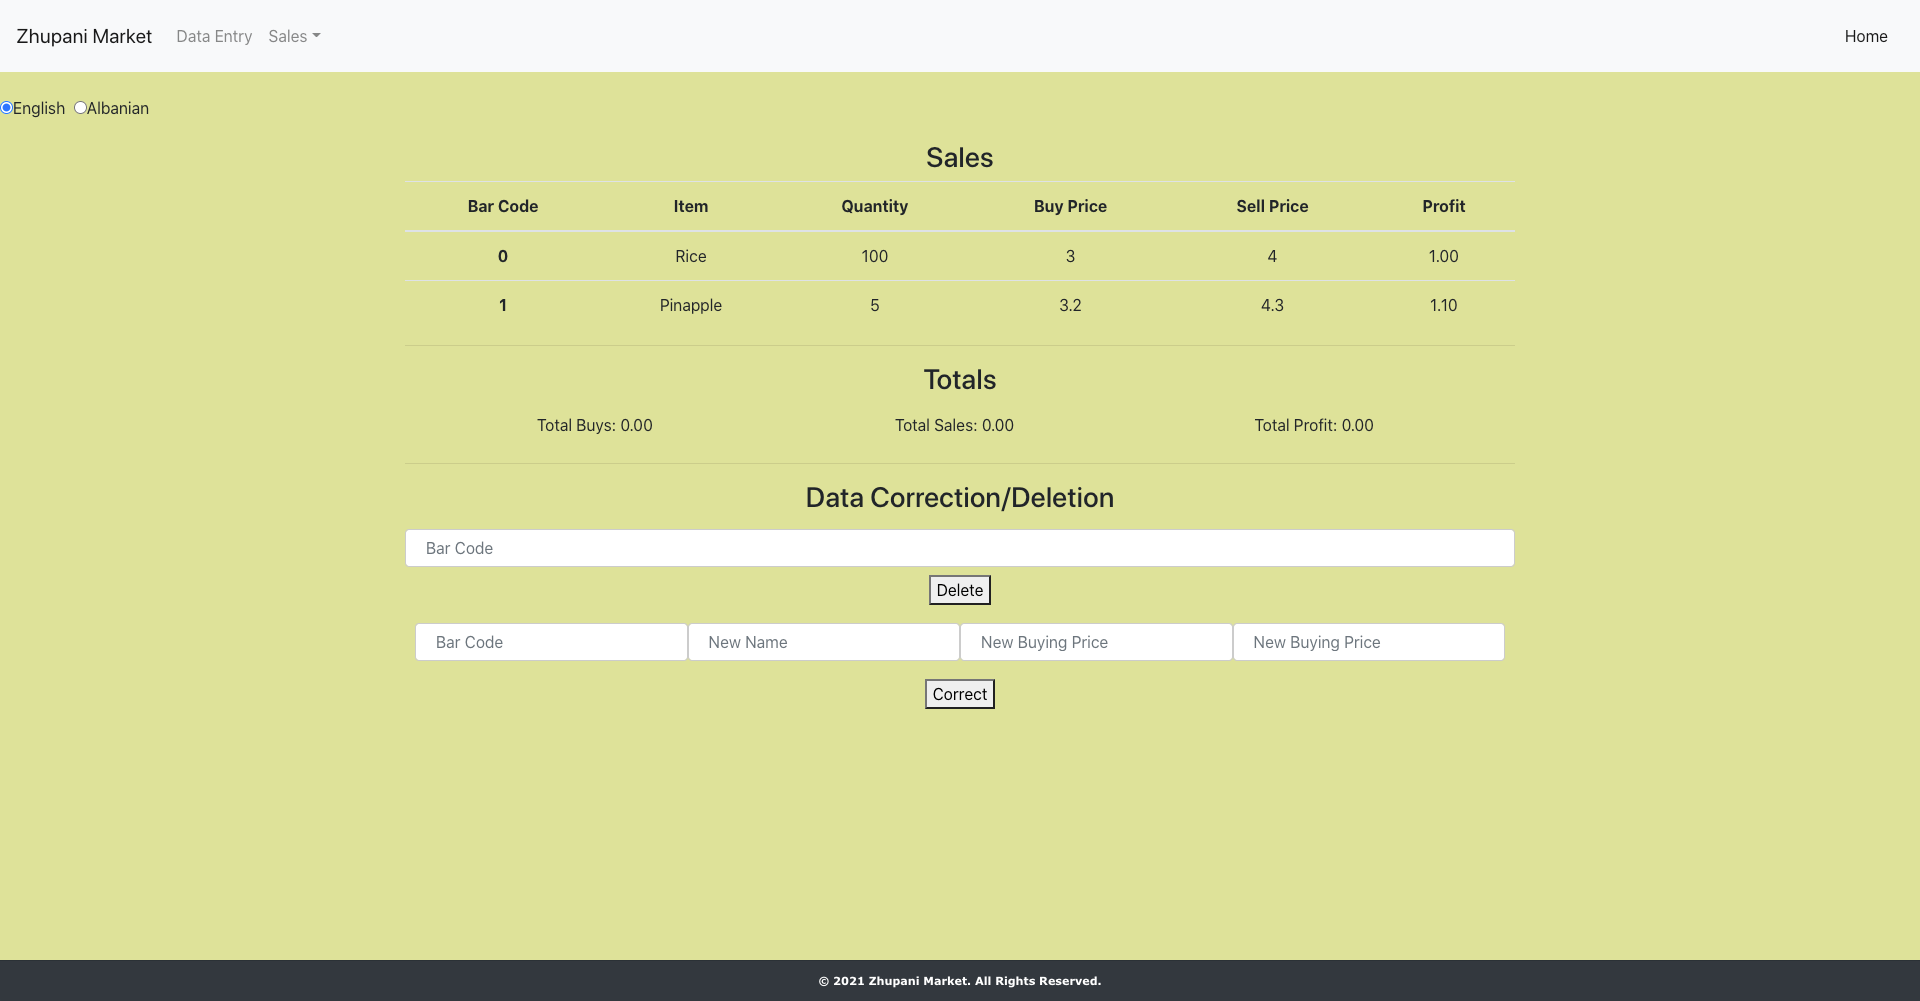 Zhupani Market Data Entry Sales Home
English Albanian
Sales
Bar Code Item Quantity Buy Price Sell Price Profit
0 Rice 100 3 4 1.00
1 Pinapple 5 3.2 4.3 1.10
Totals
Total Buys: 0.00 Total Sales: 0.00 Total Profit: 0.00
Data Correction/Deletion
Bar Code
Delete
Bar Code New Name New Buying Price New Buying Price
Correct
© 2021 Zhupani Market. All Rights Reserved.